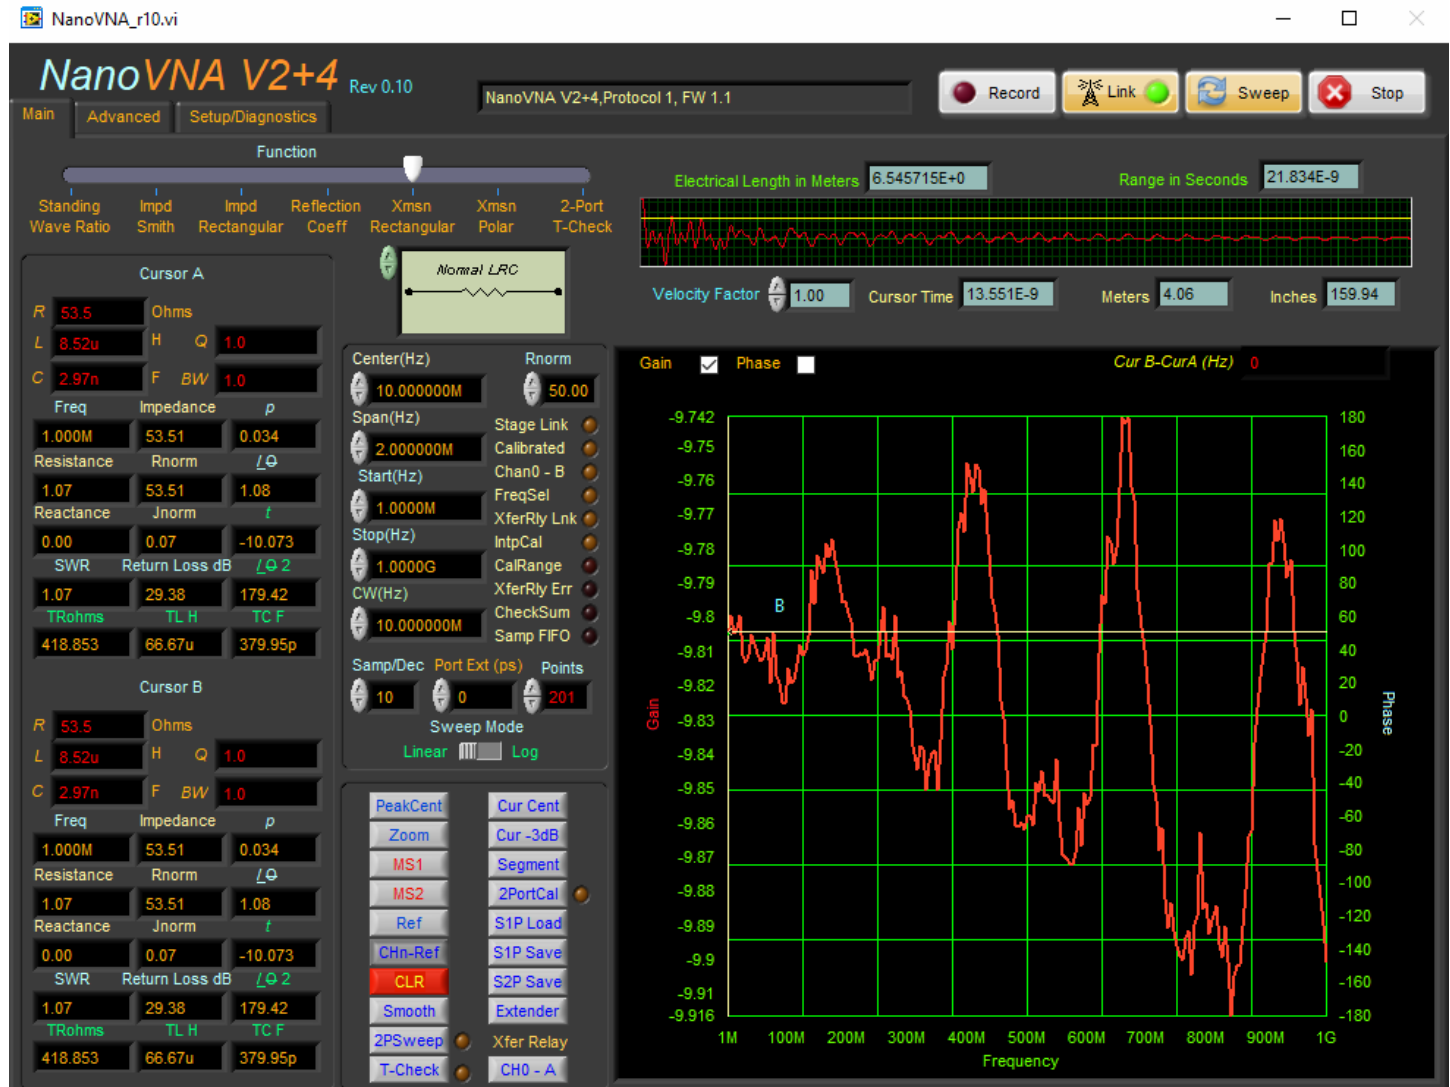 NanoVNA_r10.vi
NanoVNA V2+4 Rev 0.10
NanoVNA V2+4,Protocol 1, FW 1.1
Record
Link
Sweep
Stop
Main Advanced Setup/Diagnostics
Function
Standing Wave Ratio
Impd Smith
Impd Rectangular
Reflection Coeff
Xmsn Rectangular
Xmsn Polar
2-Port T-Check
Electrical Length in Meters 6.545715E+0
Range in Seconds 21.834E-9
Velocity Factor 1.00
Cursor Time 13.551E-9
Meters 4.06
Inches 159.94
Normal LRC
Cursor A
R 53.5 Ohms
L 8.52u H Q 1.0
C 2.97n F BW 1.0
Freq Impedance p
1.000M 53.51 0.034
Resistance Rnorm / Θ
1.07 53.51 1.08
Reactance Jnorm t
0.00 0.07 -10.073
SWR Return Loss dB / Θ 2
1.07 29.38 179.42
TRohms TL H TC F
418.853 66.67u 379.95p
Cursor B
R 53.5 Ohms
L 8.52u H Q 1.0
C 2.97n F BW 1.0
Freq Impedance p
1.000M 53.51 0.034
Resistance Rnorm / Θ
1.07 53.51 1.08
Reactance Jnorm t
0.00 0.07 -10.073
SWR Return Loss dB / Θ 2
1.07 29.38 179.42
TRohms TL H TC F
418.853 66.67u 379.95p
Center(Hz) Rnorm
10.000000M 50.00
Span(Hz)
2.000000M
Start(Hz)
1.0000M
Stop(Hz)
1.0000G
CW(Hz)
10.000000M
Stage Link
Calibrated
Chan0 - B
FreqSel
XferRly Lnk
IntpCal
CalRange
XferRly Err
CheckSum
Samp FIFO
Samp/Dec Port Ext (ps) Points
10 0 201
Sweep Mode
Linear Log
PeakCent Cur Cent
Zoom Cur -3dB
MS1 Segment
MS2 2PortCal
Ref S1P Load
CHn-Ref S1P Save
CLR S2P Save
Smooth Extender
2PSweep Xfer Relay
T-Check CH0 - A
Gain Phase
Cur B-CurA (Hz) 0
-9.742
-9.75
-9.76
-9.77
-9.78
-9.79
-9.8
-9.81
-9.82
-9.83
-9.84
-9.85
-9.86
-9.87
-9.88
-9.89
-9.9
-9.91
-9.916
Gain
B
180
160
140
120
100
80
60
40
20
0
-20
-40
-60
-80
-100
-120
-140
-160
-180
Phase
1M 100M 200M 300M 400M 500M 600M 700M 800M 900M 1G
Frequency